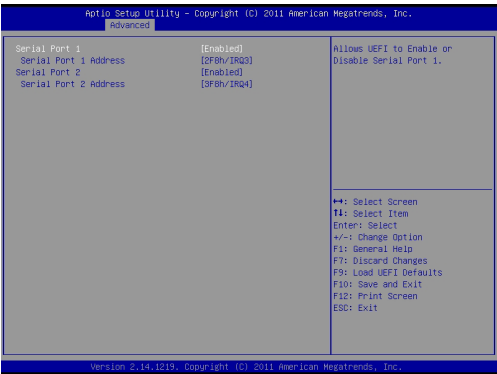 Aptio Setup Utility – Copyright (C) 2011 American Megatrends, Inc.
Advanced
Serial Port 1 [Enabled]
Serial Port 1 Address [2F8h/IRQ3]
Serial Port 2 [Enabled]
Serial Port 2 Address [3F8h/IRQ4]
Allows UEFI to Enable or
Disable Serial Port 1.
↔: Select Screen
↑↓: Select Item
Enter: Select
+/-: Change Option
F1: General Help
F7: Discard Changes
F9: Load UEFI Defaults
F10: Save and Exit
F12: Print Screen
ESC: Exit
Version 2.14.1219. Copyright (C) 2011 American Megatrends, Inc.